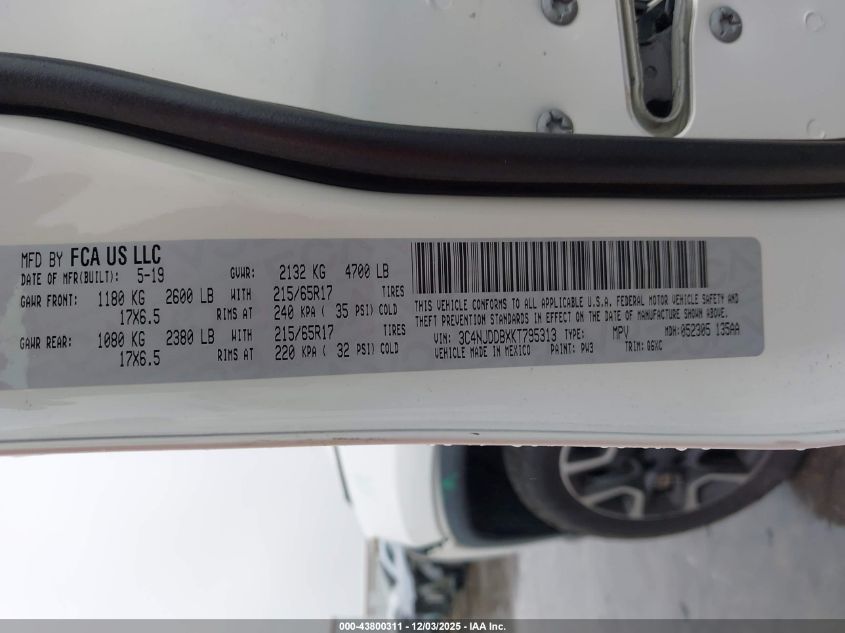 MFD BY FCA US LLC
DATE OF MFR(BUILT): 5-19 GVWR: 2132 KG 4700 LB
GAWR FRONT: 1180 KG 2600 LB WITH 215/65R17 TIRES
17X6.5 RIMS AT 240 KPA ( 35 PSI) COLD
GAWR REAR: 1080 KG 2380 LB WITH 215/65R17 TIRES
17X6.5 RIMS AT 220 KPA ( 32 PSI) COLD
THIS VEHICLE CONFORMS TO ALL APPLICABLE U.S.A. FEDERAL MOTOR VEHICLE SAFETY AND
THEFT PREVENTION STANDARDS IN EFFECT ON THE DATE OF MANUFACTURE SHOWN ABOVE.
VIN: 3C4NJDDBXKT795313 TYPE: MPV MDH:052305 135AA
VEHICLE MADE IN MEXICO PAINT: PW3 TRIM: G6XC
000-43800311 - 12/03/2025 - IAA Inc.